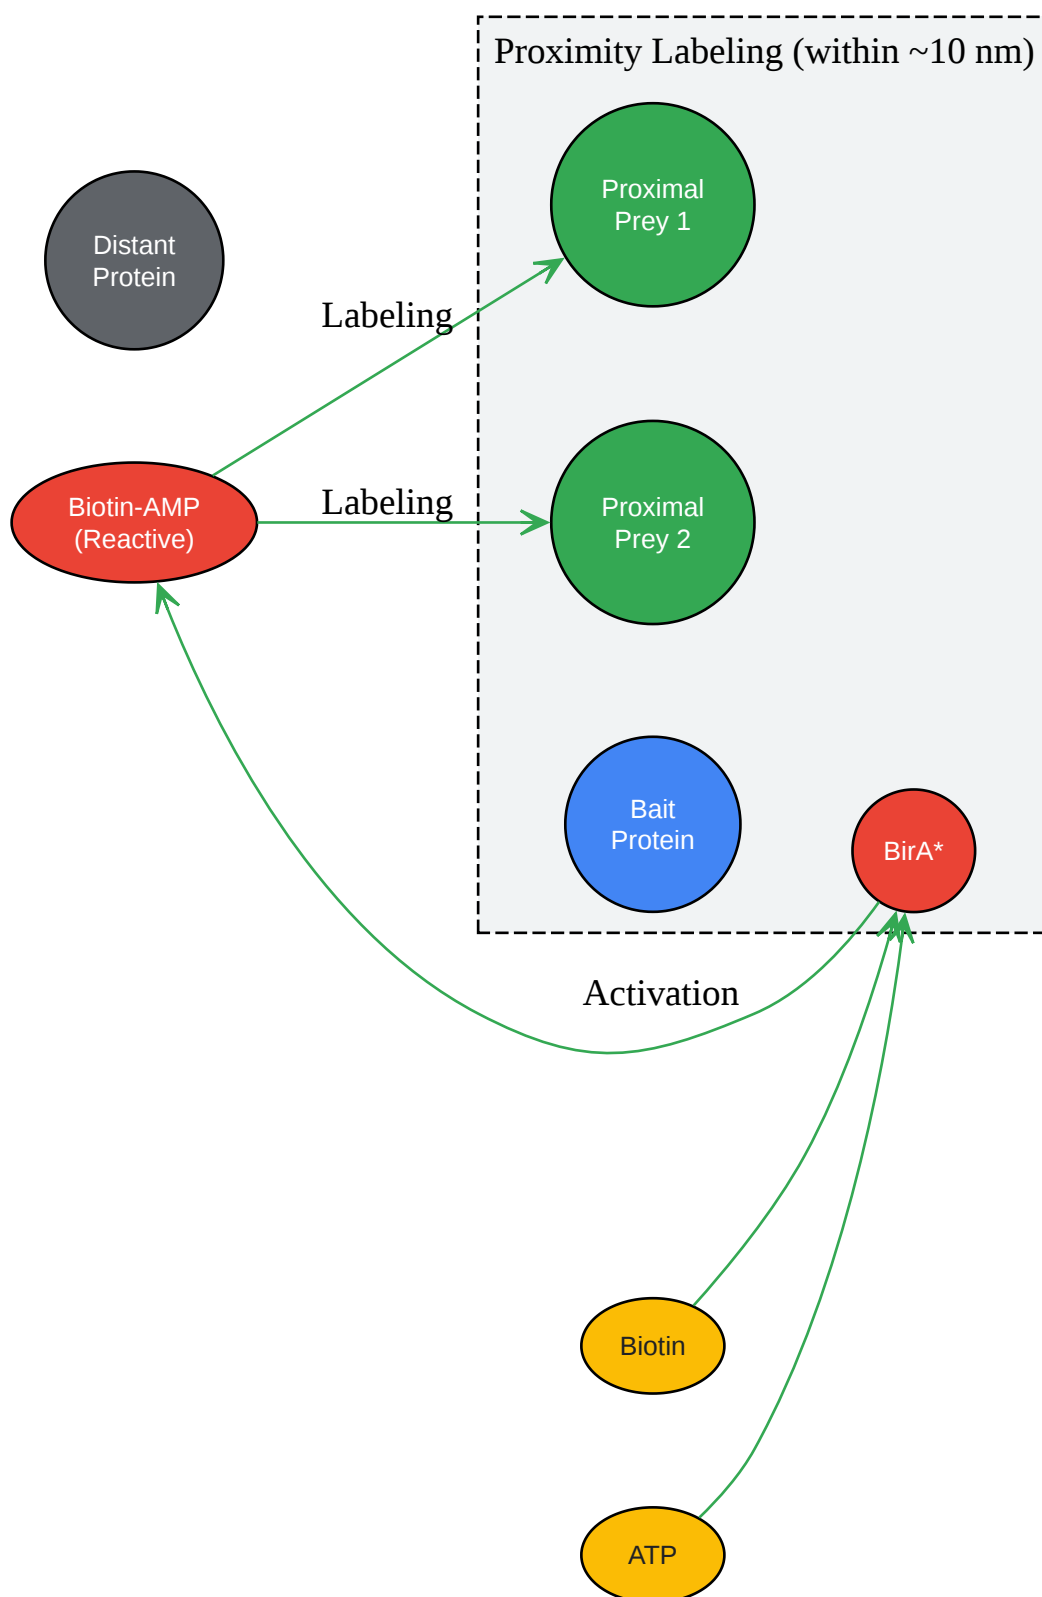 Proximity Labeling (within ~10 nm)
Proximal
Prey 1
Distant
Protein
Labeling
Biotin-AMP
(Reactive)
Labeling
Proximal
Prey 2
Bait
Protein
BirA*
Activation
Biotin
ATP